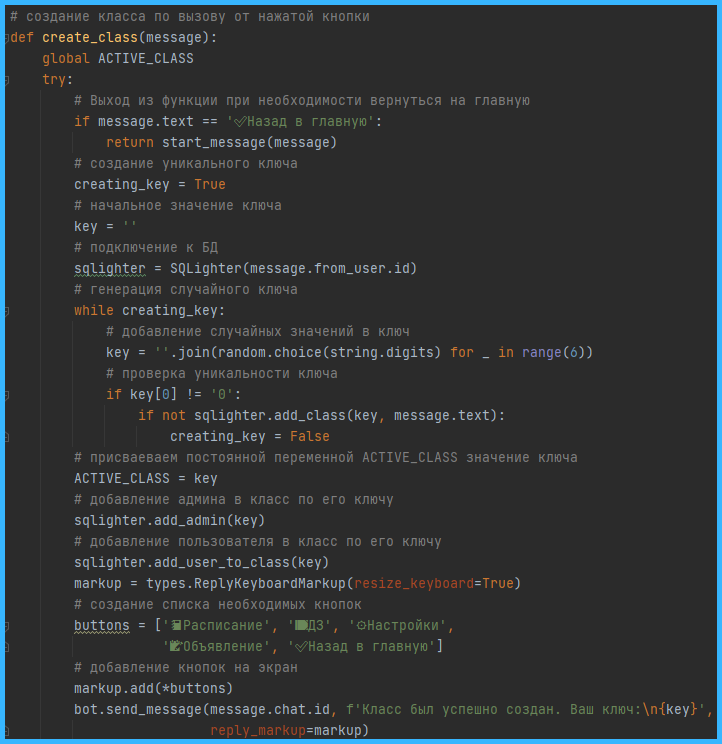 # создание класса по вызову от нажатой кнопки
def create_class(message):
    global ACTIVE_CLASS
    try:
        # Выход из функции при необходимости вернуться на главную
        if message.text == '✅Назад в главную':
            return start_message(message)
        # создание уникального ключа
        creating_key = True
        # начальное значение ключа
        key = ''
        # подключение к БД
        sqlighter = SQLighter(message.from_user.id)
        # генерация случайного ключа
        while creating_key:
            # добавление случайных значений в ключ
            key = ''.join(random.choice(string.digits) for _ in range(6))
            # проверка уникальности ключа
            if key[0] != '0':
                if not sqlighter.add_class(key, message.text):
                    creating_key = False
        # присваеваем постоянной переменной ACTIVE_CLASS значение ключа
        ACTIVE_CLASS = key
        # добавление админа в класс по его ключу
        sqlighter.add_admin(key)
        # добавление пользователя в класс по его ключу
        sqlighter.add_user_to_class(key)
        markup = types.ReplyKeyboardMarkup(resize_keyboard=True)
        # создание списка необходимых кнопок
        buttons = ['Расписание', 'ДЗ', '⚙Настройки',
                   'Объявление', '✅Назад в главную']
        # добавление кнопок на экран
        markup.add(*buttons)
        bot.send_message(message.chat.id, f'Класс был успешно создан. Ваш ключ:\n{key}',
                         reply_markup=markup)